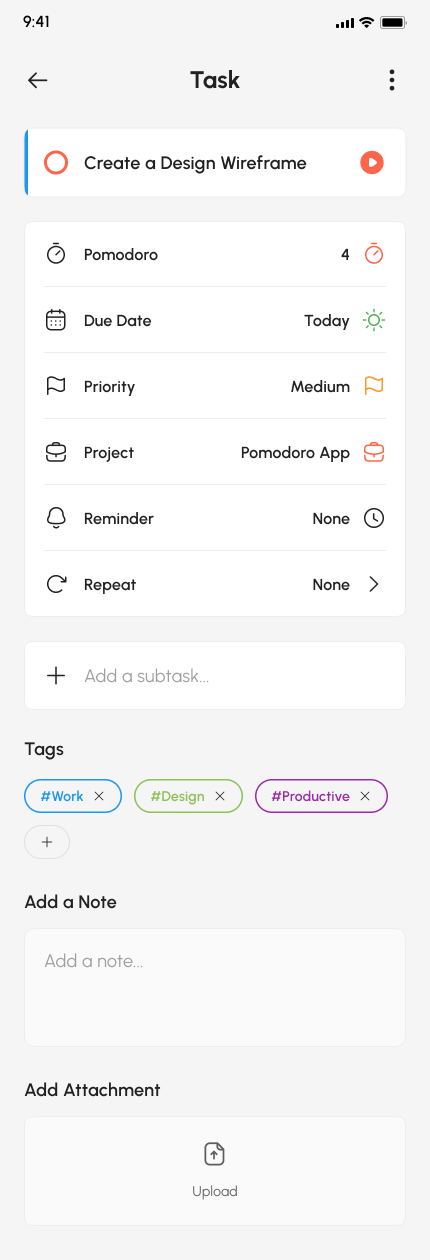 9:41
Task
Create a Design Wireframe
Pomodoro 4
Due Date Today
Priority Medium
Project Pomodoro App
Reminder None
Repeat None
Add a subtask...
Tags
#Work #Design #Productive
Add a Note
Add a note...
Add Attachment
Upload